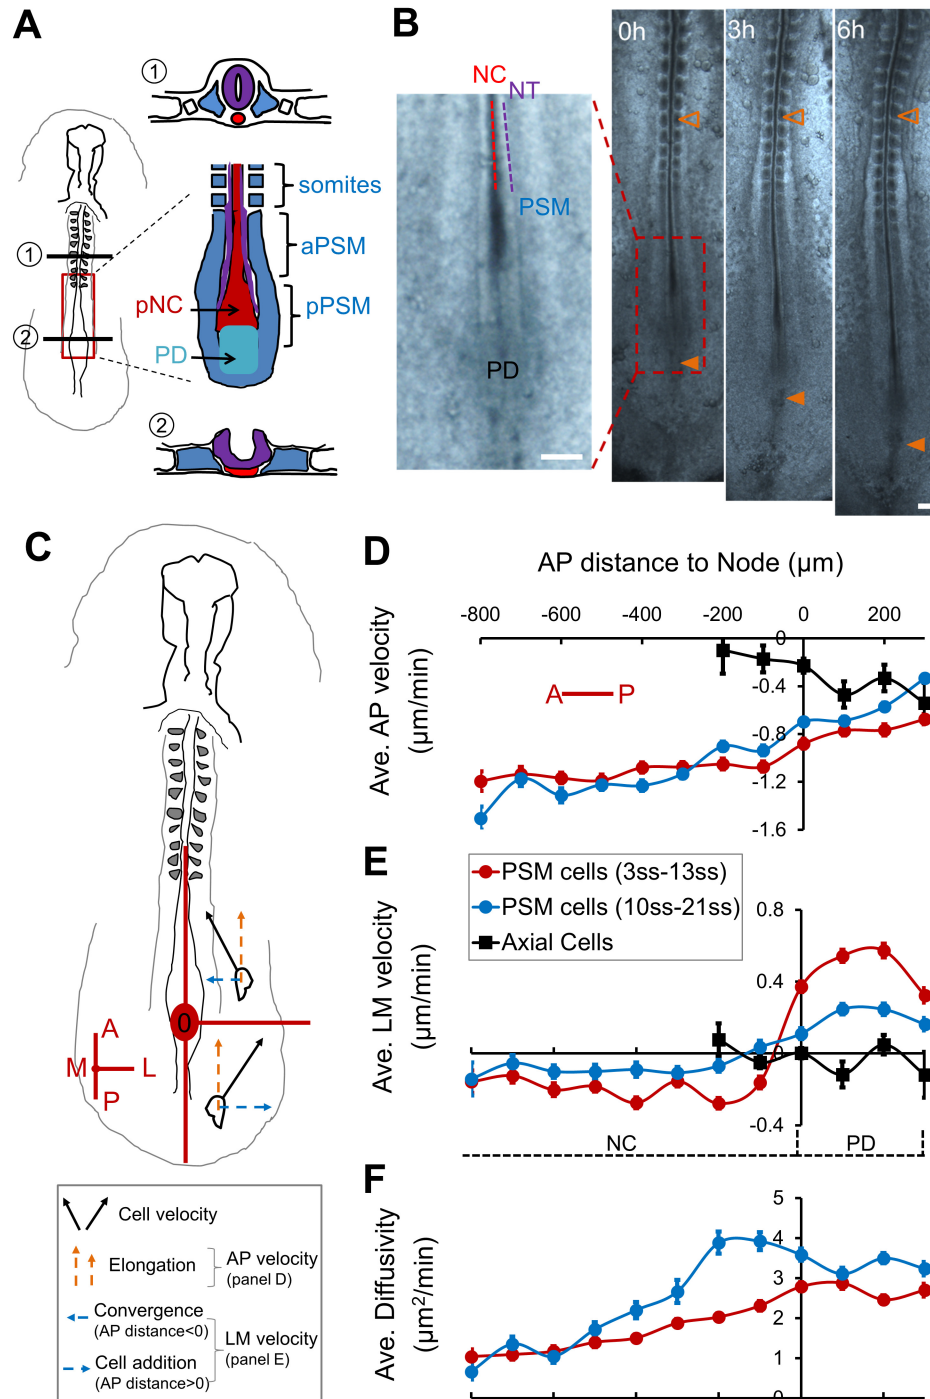 A
1
1
2
somites
aPSM
pPSM
pNC
PD
2
B
NC
NT
PSM
PD
0h
3h
6h
C
0
A
M
L
P
Cell velocity
Elongation
AP velocity
(panel D)
Convergence
(AP distance<0)
LM velocity
(panel E)
Cell addition
(AP distance>0)
D
AP distance to Node (µm)
-800 -600 -400 -200 0 200
Ave. AP velocity
(µm/min)
A P
0
-0.4
-0.8
-1.2
-1.6
E
PSM cells (3ss-13ss)
PSM cells (10ss-21ss)
Axial Cells
Ave. LM velocity
(µm/min)
0.8
0.4
0
-0.4
NC PD
F
Ave. Diffusivity
(µm²/min)
5
4
3
2
1
0